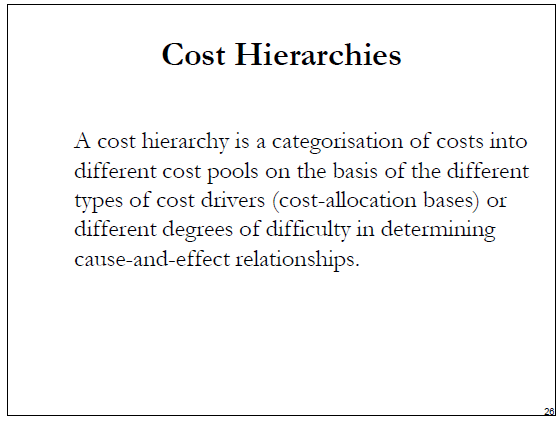 Cost Hierarchies
A cost hierarchy is a categorisation of costs into
different cost pools on the basis of the different
types of cost drivers (cost-allocation bases) or
different degrees of difficulty in determining
cause-and-effect relationships.
26